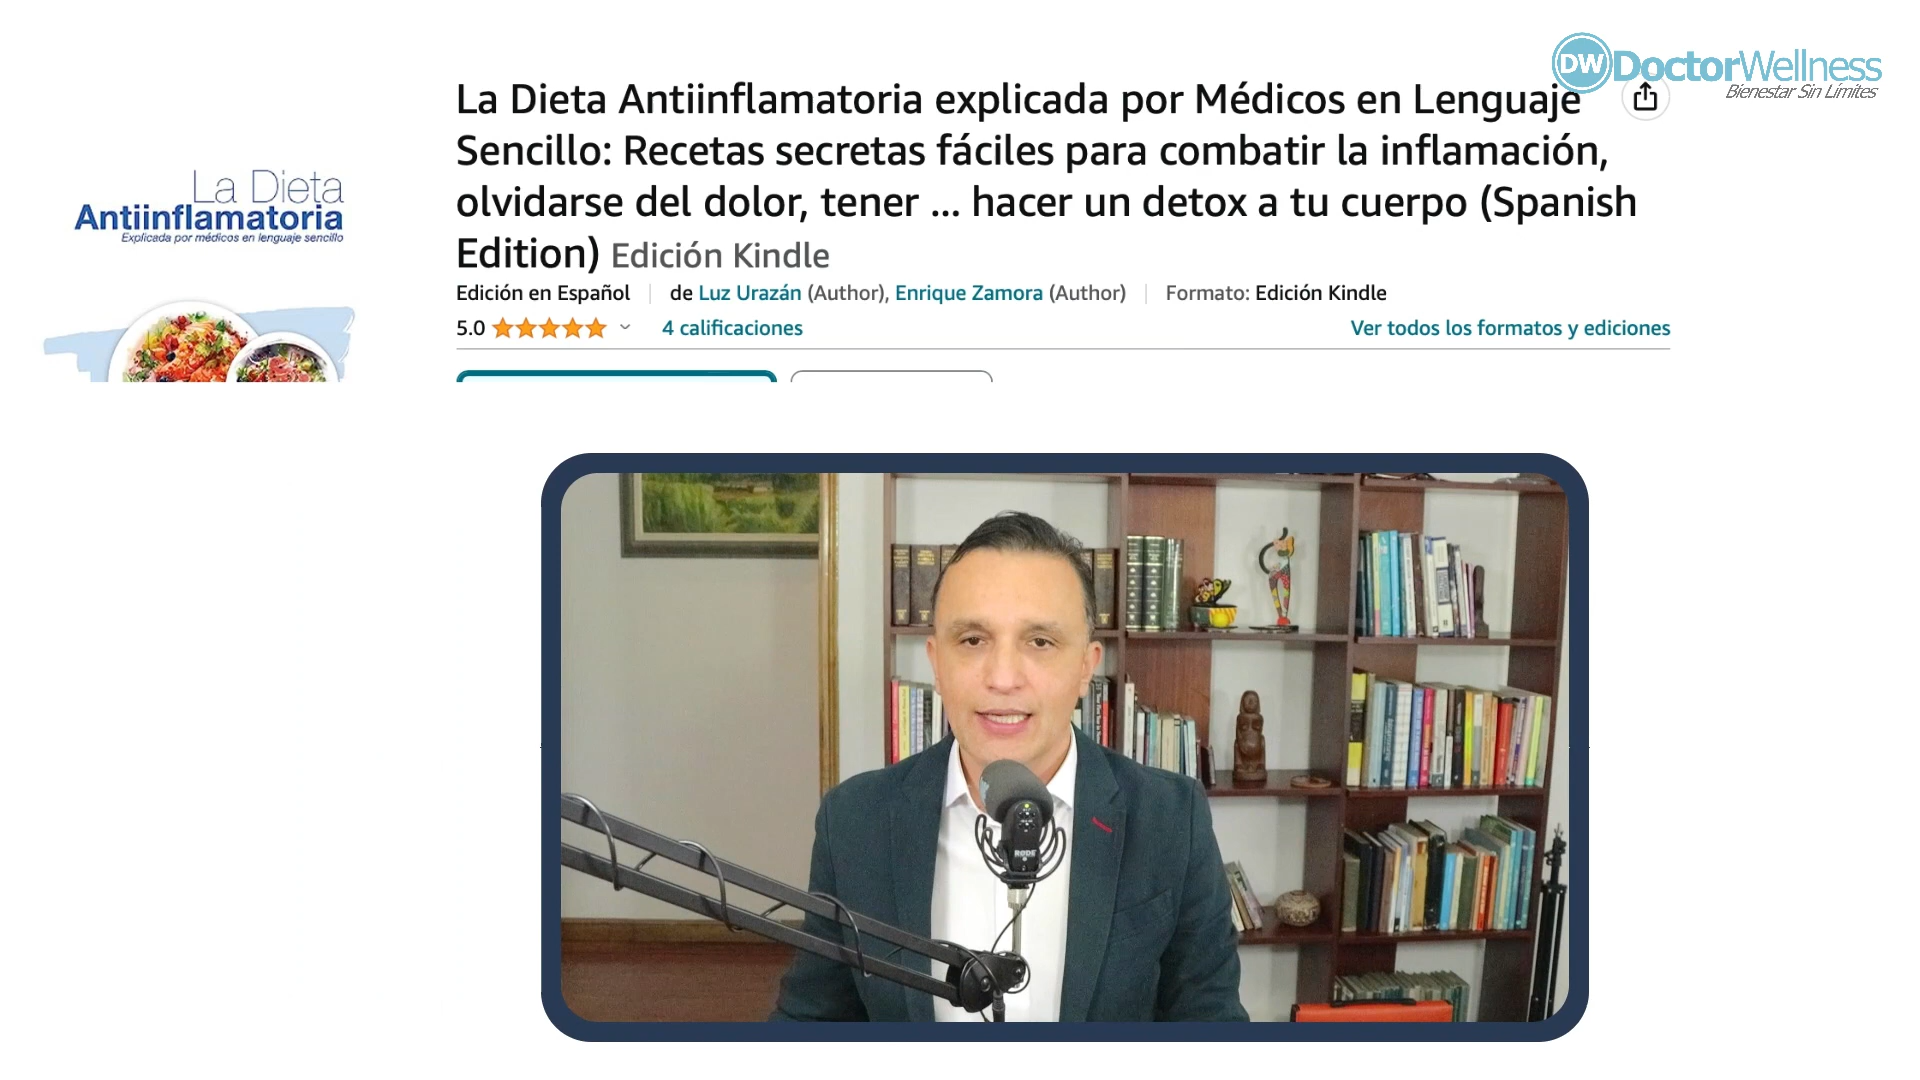 DW DoctorWellness
Bienestar Sin Límites
La Dieta Antiinflamatoria explicada por Médicos en Lenguaje
Sencillo: Recetas secretas fáciles para combatir la inflamación,
olvidarse del dolor, tener ... hacer un detox a tu cuerpo (Spanish
Edition) Edición Kindle
Edición en Español de Luz Urazán (Author), Enrique Zamora (Author) Formato: Edición Kindle
5.0 4 calificaciones Ver todos los formatos y ediciones
La Dieta
Antiinflamatoria
Explicada por médicos en lenguaje sencillo
RØDE